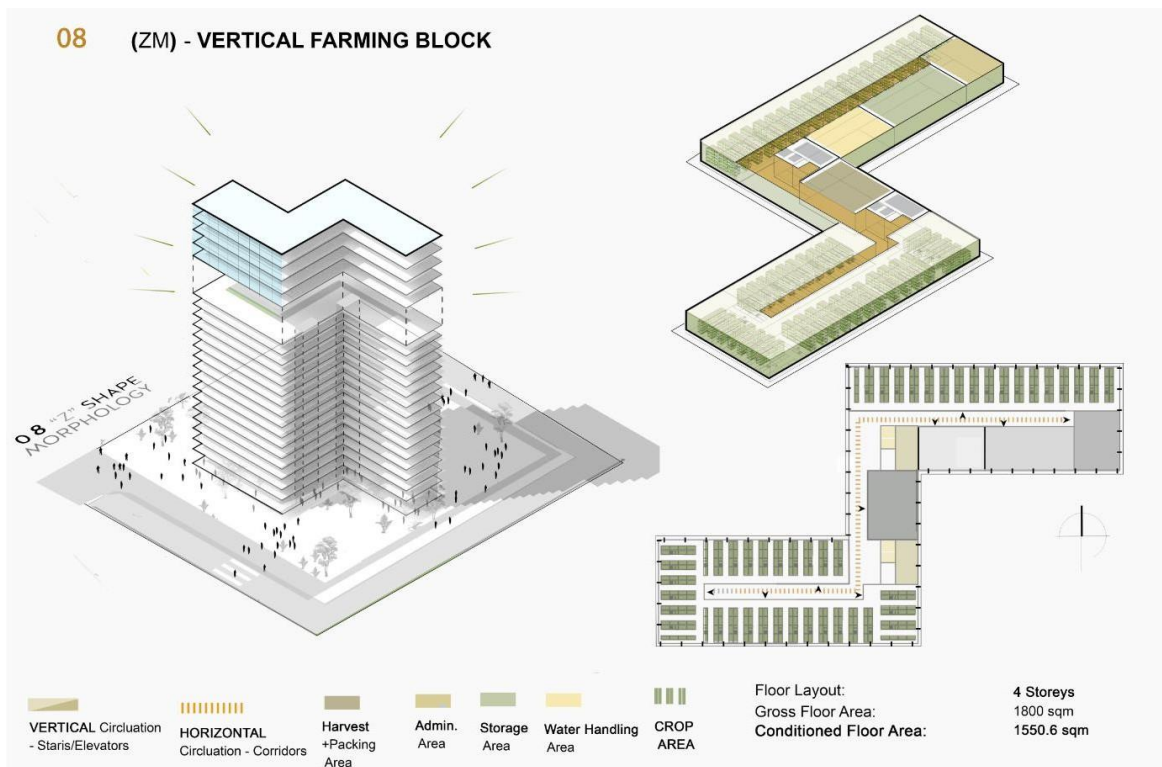 08 (ZM) - VERTICAL FARMING BLOCK
08 "Z" SHAPE
MORPHOLOGY
VERTICAL Circluation
- Staris/Elevators
HORIZONTAL
Circluation - Corridors
Harvest
+Packing
Area
Admin.
Area
Storage
Area
Water Handling
Area
CROP
AREA
Floor Layout: 4 Storeys
Gross Floor Area: 1800 sqm
Conditioned Floor Area: 1550.6 sqm